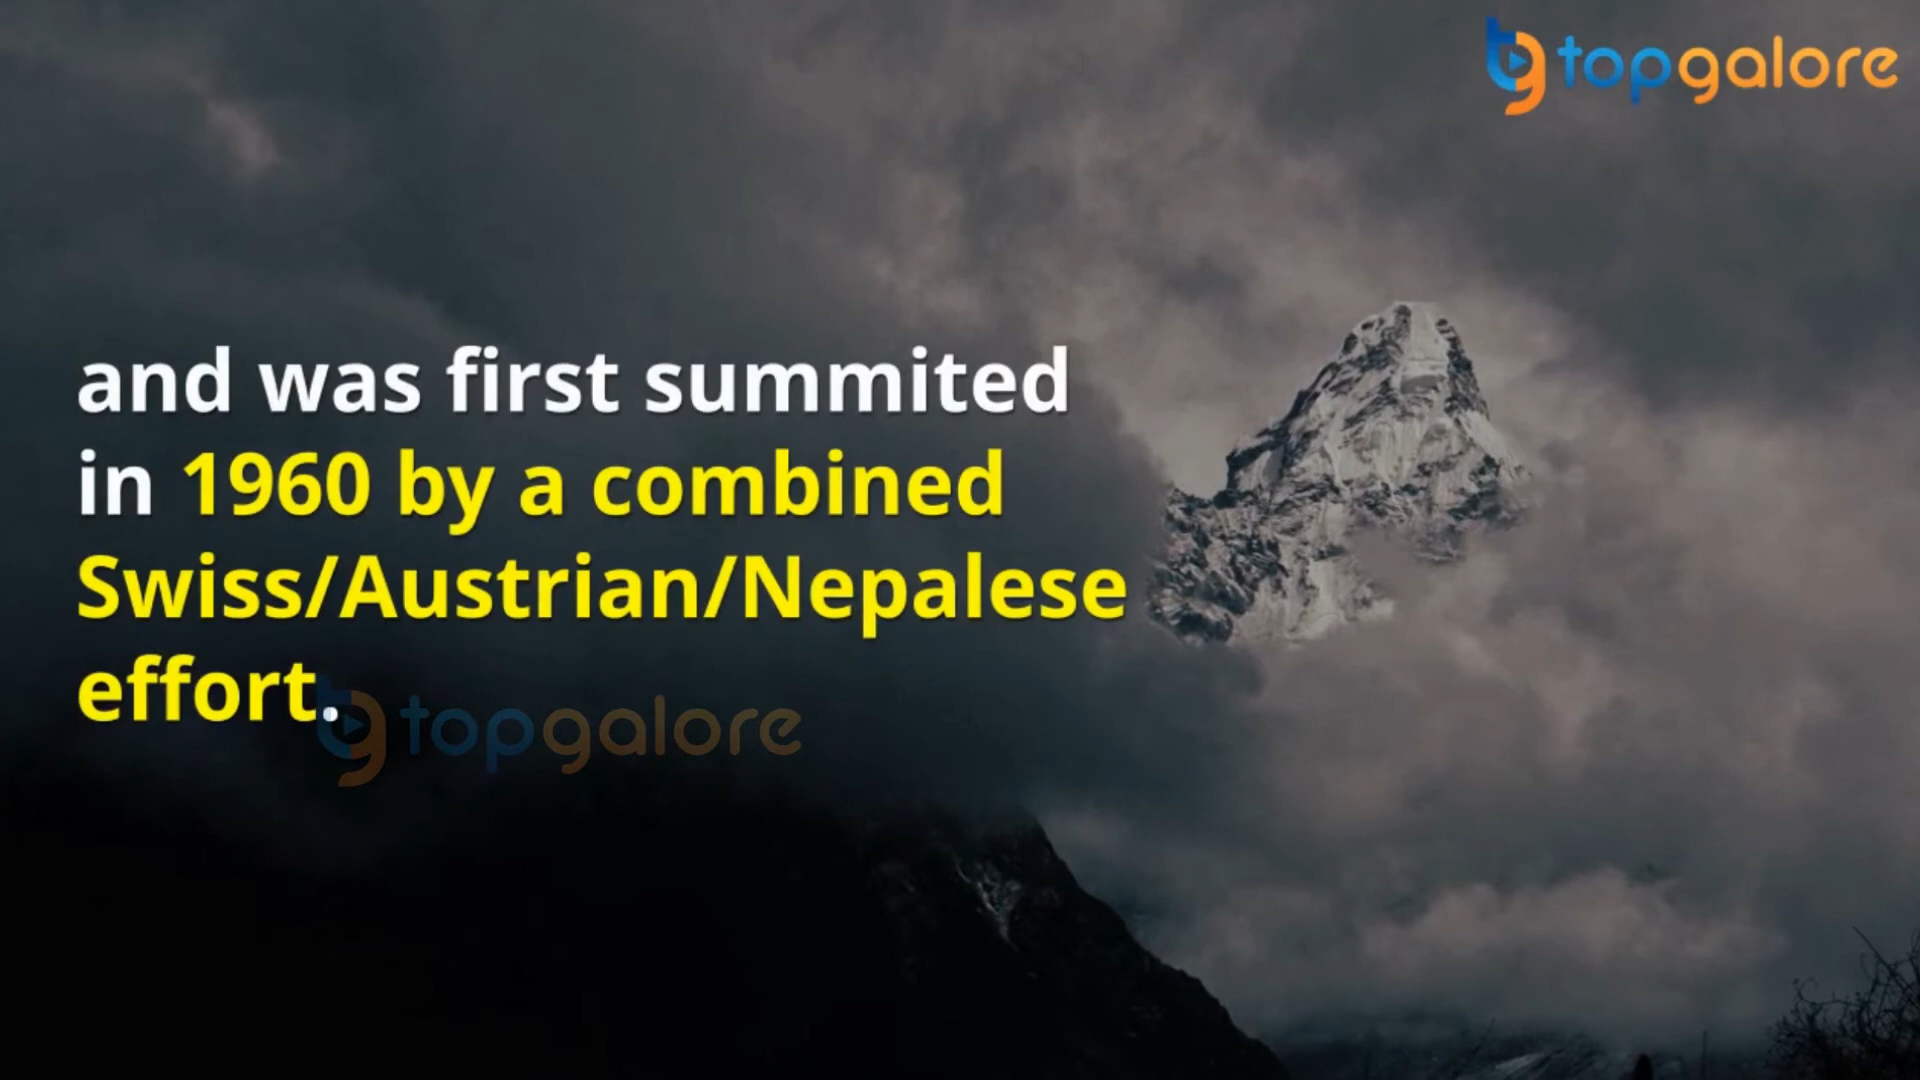 topgalore
and was first summited
in 1960 by a combined
Swiss/Austrian/Nepalese
effort.
topgalore